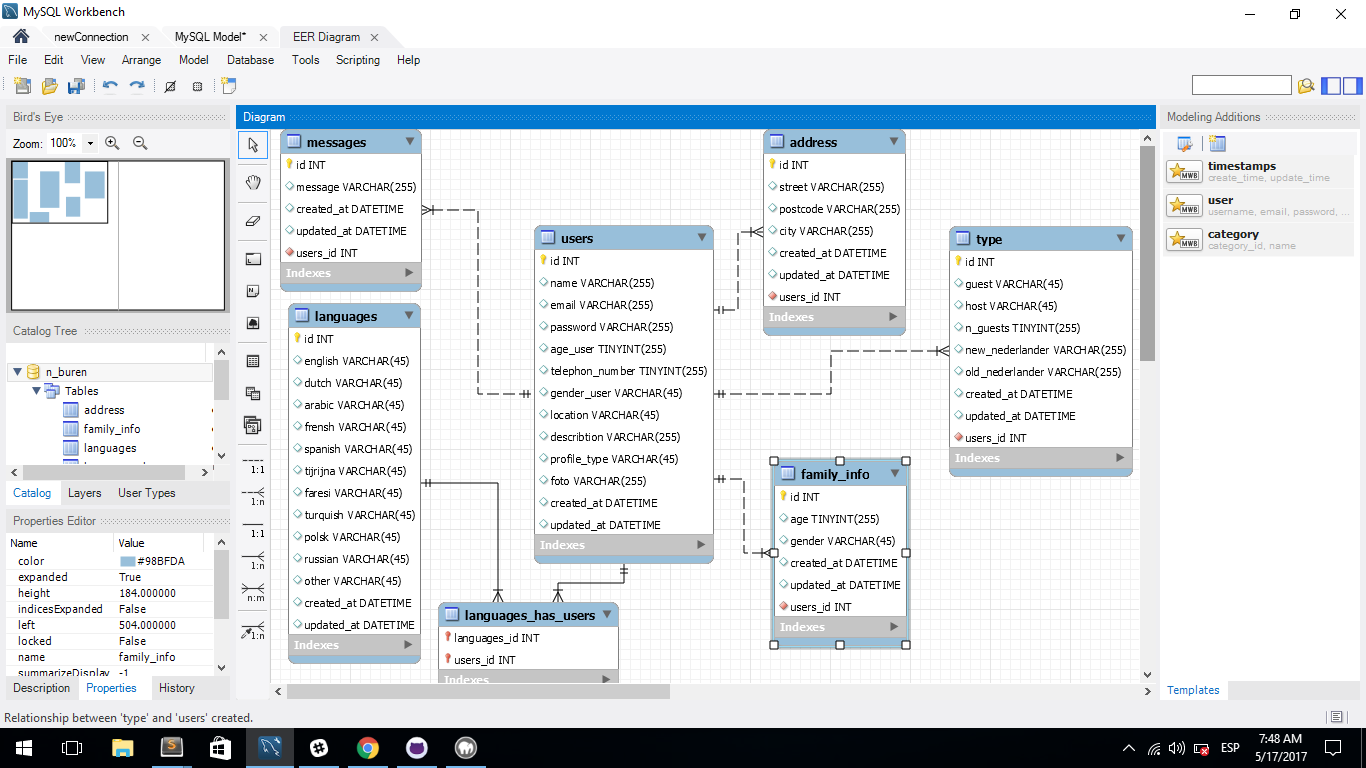 MySQL Workbench
newConnection
MySQL Model*
EER Diagram
File Edit View Arrange Model Database Tools Scripting Help
Bird's Eye
Zoom: 100%
Catalog Tree
n_buren
Tables
address
family_info
languages
Catalog Layers User Types
Properties Editor
Name Value
color #98BFDA
expanded True
height 184.000000
indicesExpanded False
left 504.000000
locked False
name family_info
summarizeDisplay -1
Description Properties History
Diagram
1:1
1:n
1:1
1:n
n:m
1:n
messages
id INT
message VARCHAR(255)
created_at DATETIME
updated_at DATETIME
users_id INT
Indexes
languages
id INT
english VARCHAR(45)
dutch VARCHAR(45)
arabic VARCHAR(45)
frensh VARCHAR(45)
spanish VARCHAR(45)
tijrijna VARCHAR(45)
faresi VARCHAR(45)
turquish VARCHAR(45)
polsk VARCHAR(45)
russian VARCHAR(45)
other VARCHAR(45)
created_at DATETIME
updated_at DATETIME
Indexes
languages_has_users
languages_id INT
users_id INT
Indexes
users
id INT
name VARCHAR(255)
email VARCHAR(255)
password VARCHAR(255)
age_user TINYINT(255)
telephon_number TINYINT(255)
gender_user VARCHAR(45)
location VARCHAR(45)
describtion VARCHAR(255)
profile_type VARCHAR(45)
foto VARCHAR(255)
created_at DATETIME
updated_at DATETIME
Indexes
address
id INT
street VARCHAR(255)
postcode VARCHAR(255)
city VARCHAR(255)
created_at DATETIME
updated_at DATETIME
users_id INT
Indexes
family_info
id INT
age TINYINT(255)
gender VARCHAR(45)
created_at DATETIME
updated_at DATETIME
users_id INT
Indexes
type
id INT
guest VARCHAR(45)
host VARCHAR(45)
n_guests TINYINT(255)
new_nederlander VARCHAR(255)
old_nederlander VARCHAR(255)
created_at DATETIME
updated_at DATETIME
users_id INT
Indexes
Modeling Additions
MWB
timestamps
create_time, update_time
MWB
user
username, email, password, ...
MWB
category
category_id, name
Templates
Relationship between 'type' and 'users' created.
ESP
7:48 AM
5/17/2017